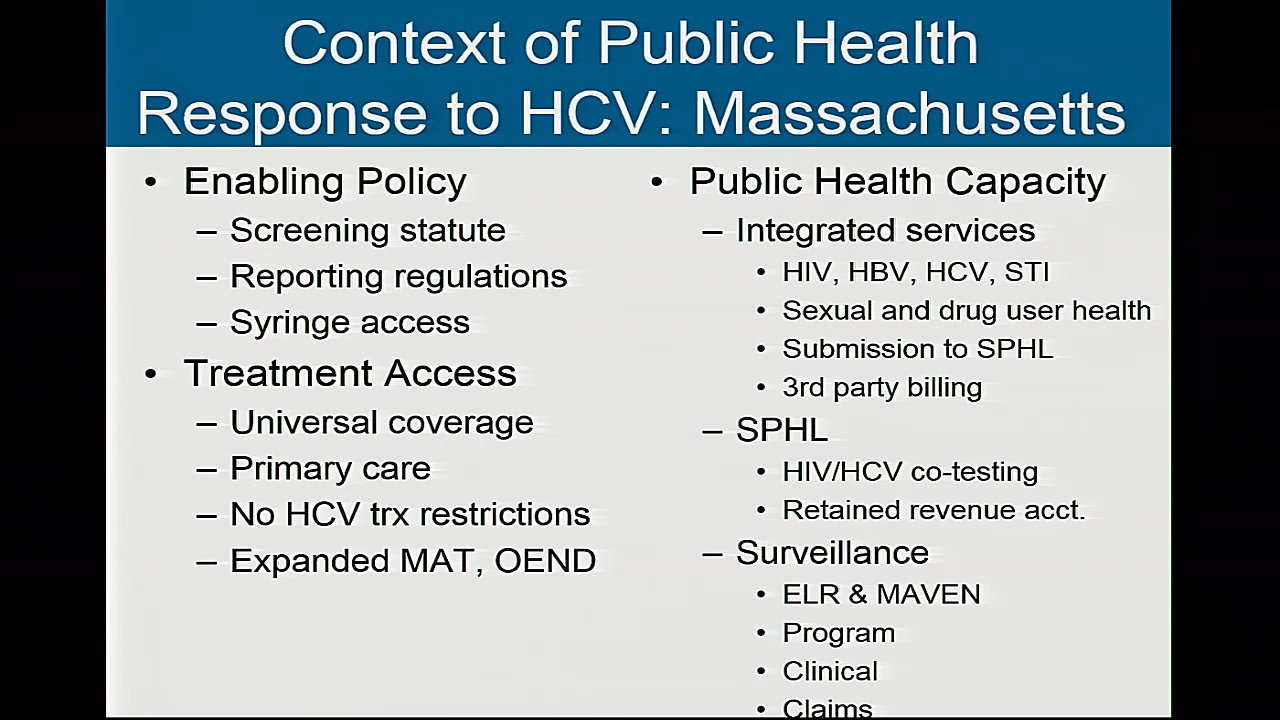 Context of Public Health
Response to HCV: Massachusetts
• Enabling Policy
– Screening statute
– Reporting regulations
– Syringe access
• Treatment Access
– Universal coverage
– Primary care
– No HCV trx restrictions
– Expanded MAT, OEND
• Public Health Capacity
– Integrated services
• HIV, HBV, HCV, STI
• Sexual and drug user health
• Submission to SPHL
• 3rd party billing
– SPHL
• HIV/HCV co-testing
• Retained revenue acct.
– Surveillance
• ELR & MAVEN
• Program
• Clinical
• Claims